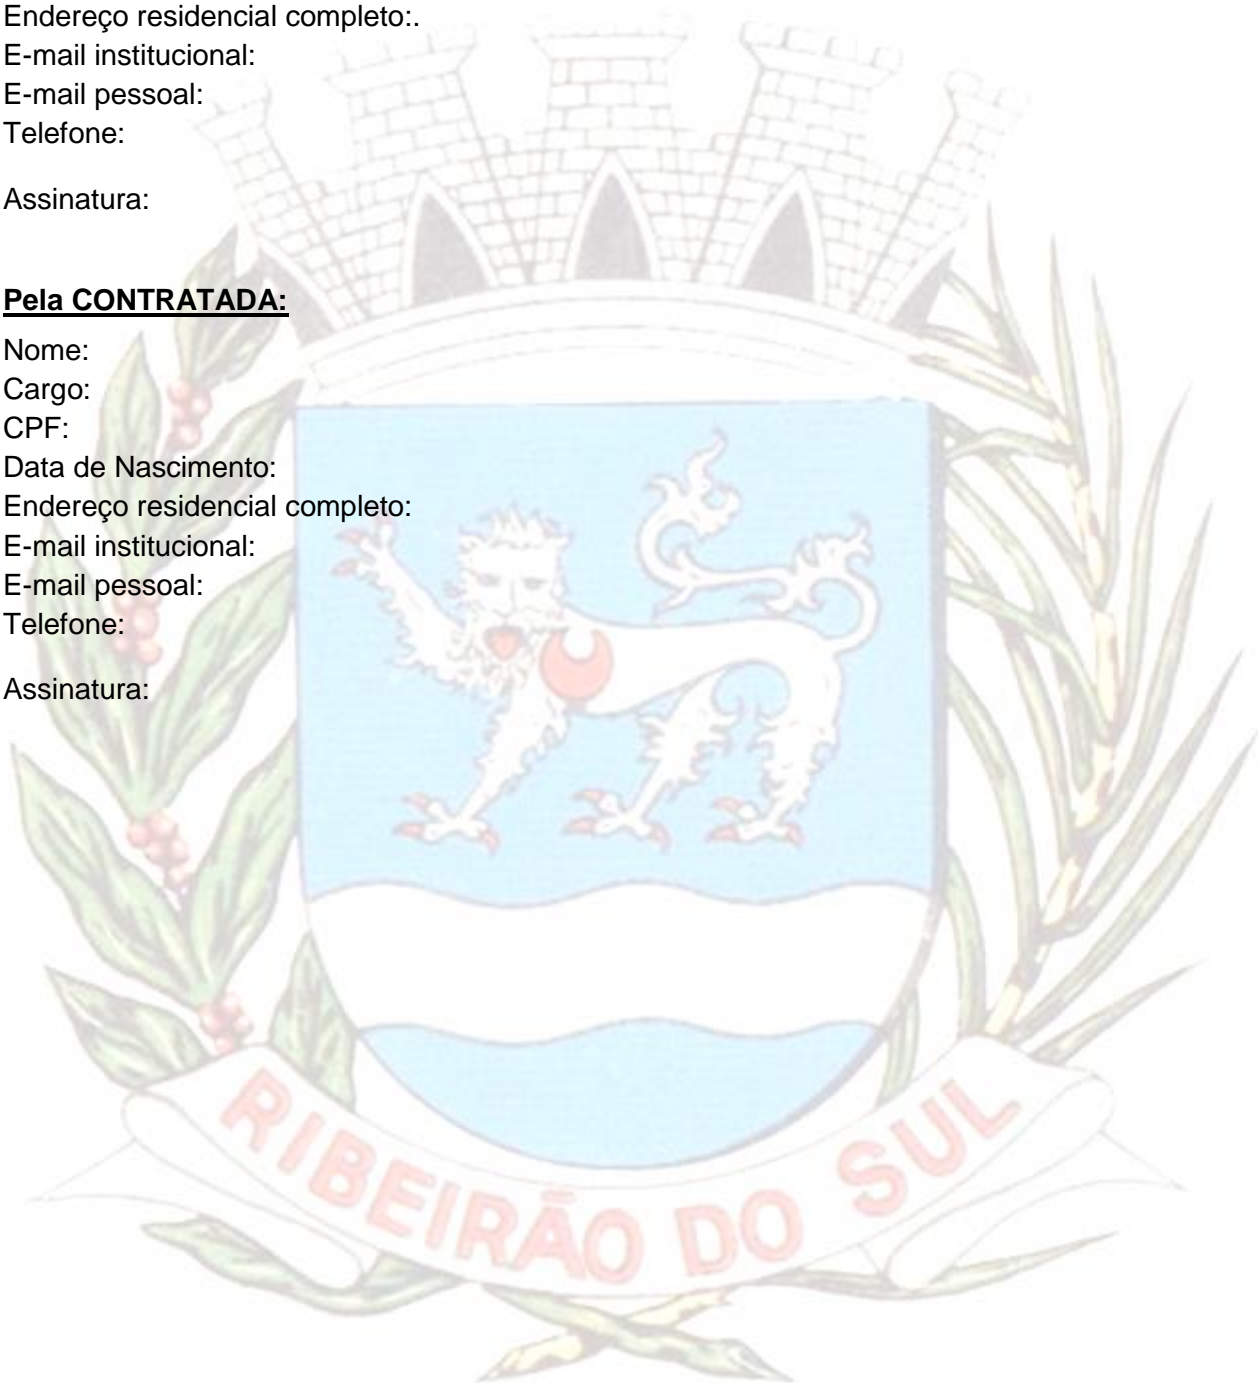 Endereço residencial completo:.
E-mail institucional:
E-mail pessoal:
Telefone:
Assinatura:
Pela CONTRATADA:
Nome:
Cargo:
CPF:
Data de Nascimento:
Endereço residencial completo:
E-mail institucional:
E-mail pessoal:
Telefone:
Assinatura:
RIBEIRÃO DO SUL